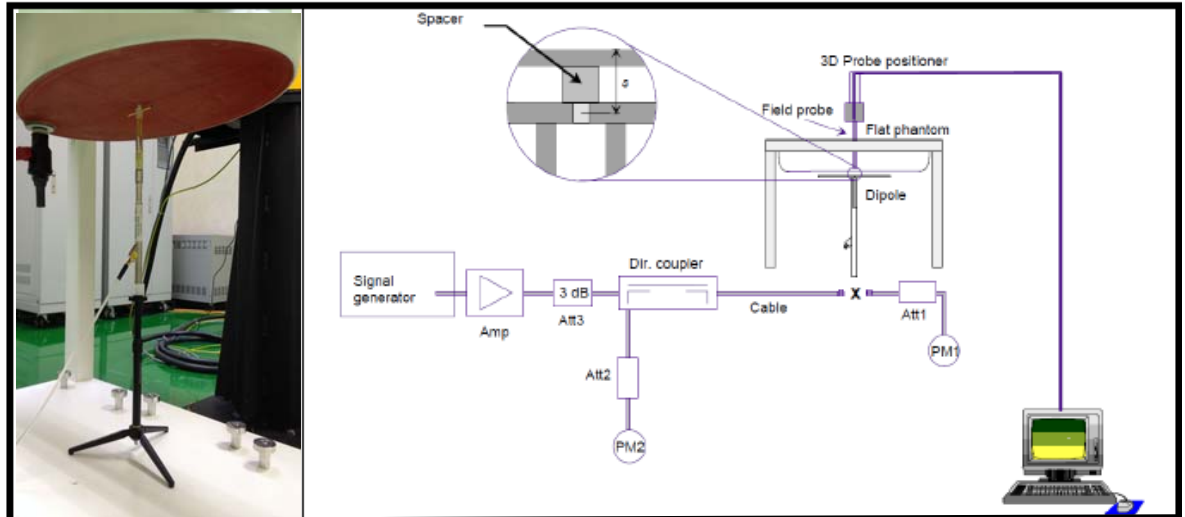 Spacer
s
3D Probe positioner
Field probe
Flat phantom
Dipole
Signal
generator
Amp
3 dB
Att3
Dir. coupler
Cable
X
Att1
PM1
Att2
PM2